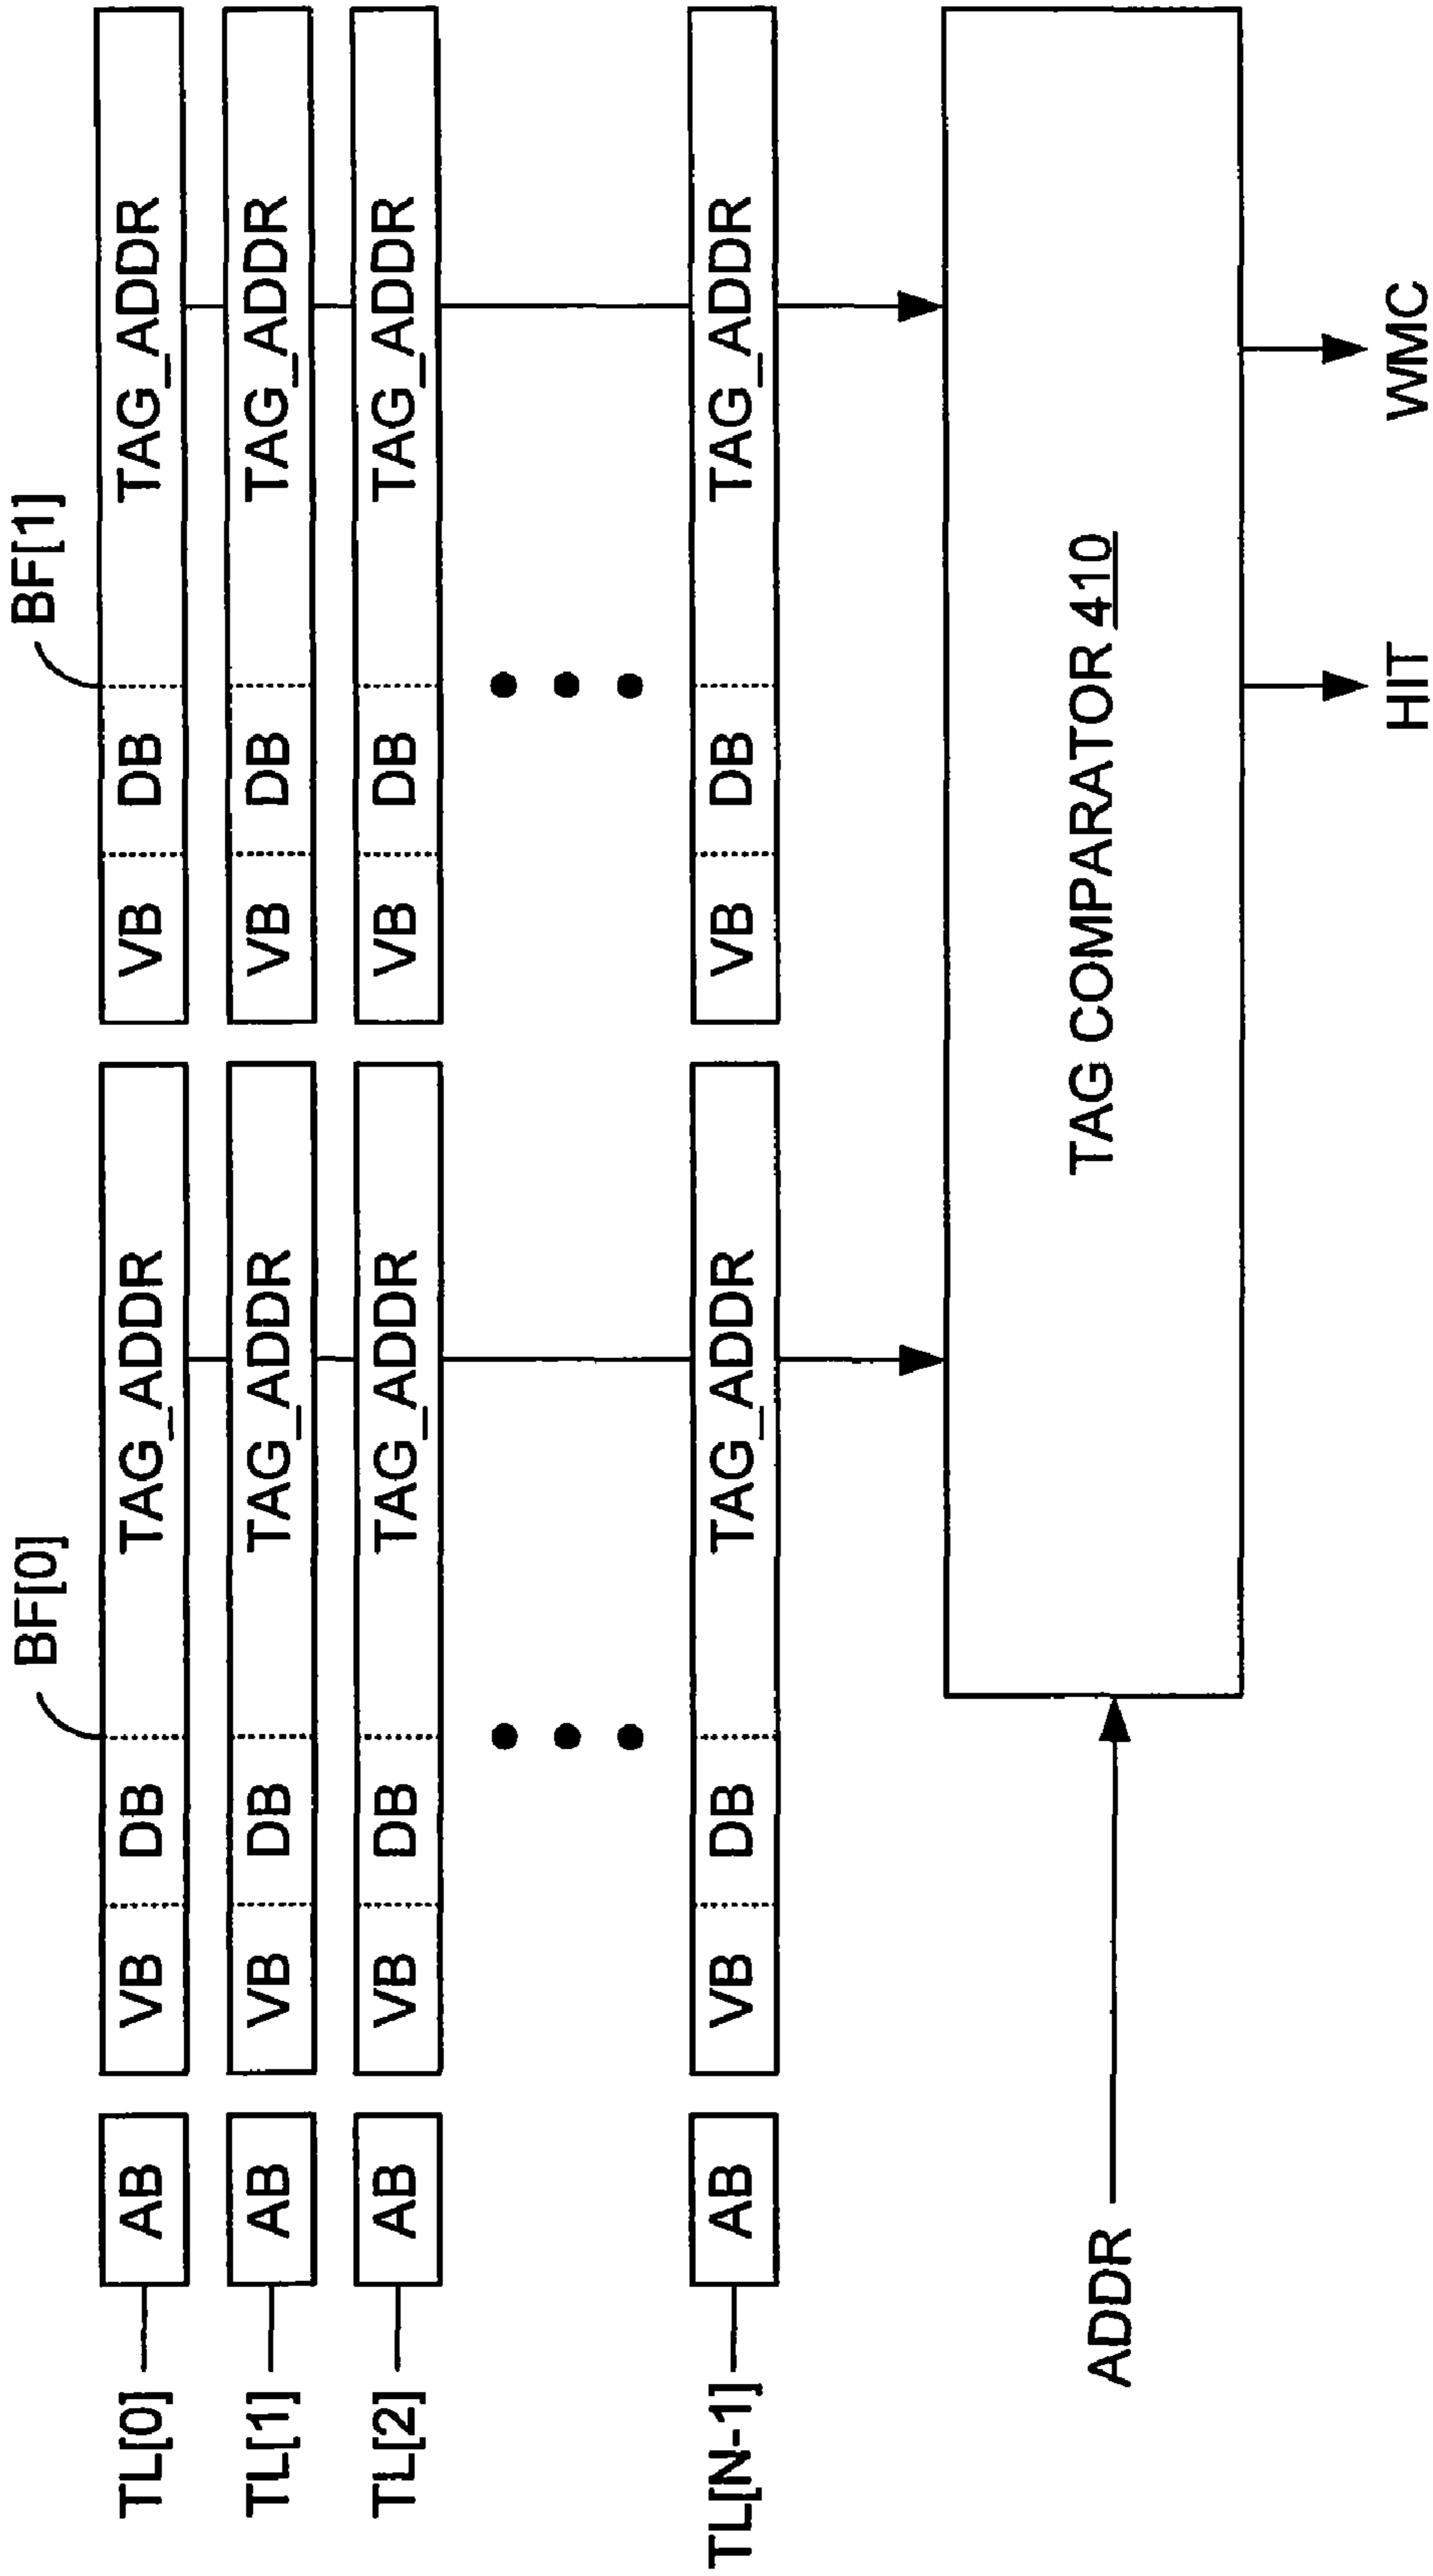 BF[0] BF[1]
TL[0] AB VB DB TAG_ADDR VB DB TAG_ADDR
TL[1] AB VB DB TAG_ADDR VB DB TAG_ADDR
TL[2] AB VB DB TAG_ADDR VB DB TAG_ADDR
TL[N-1] AB VB DB TAG_ADDR VB DB TAG_ADDR
ADDR TAG COMPARATOR 410
HIT WMC